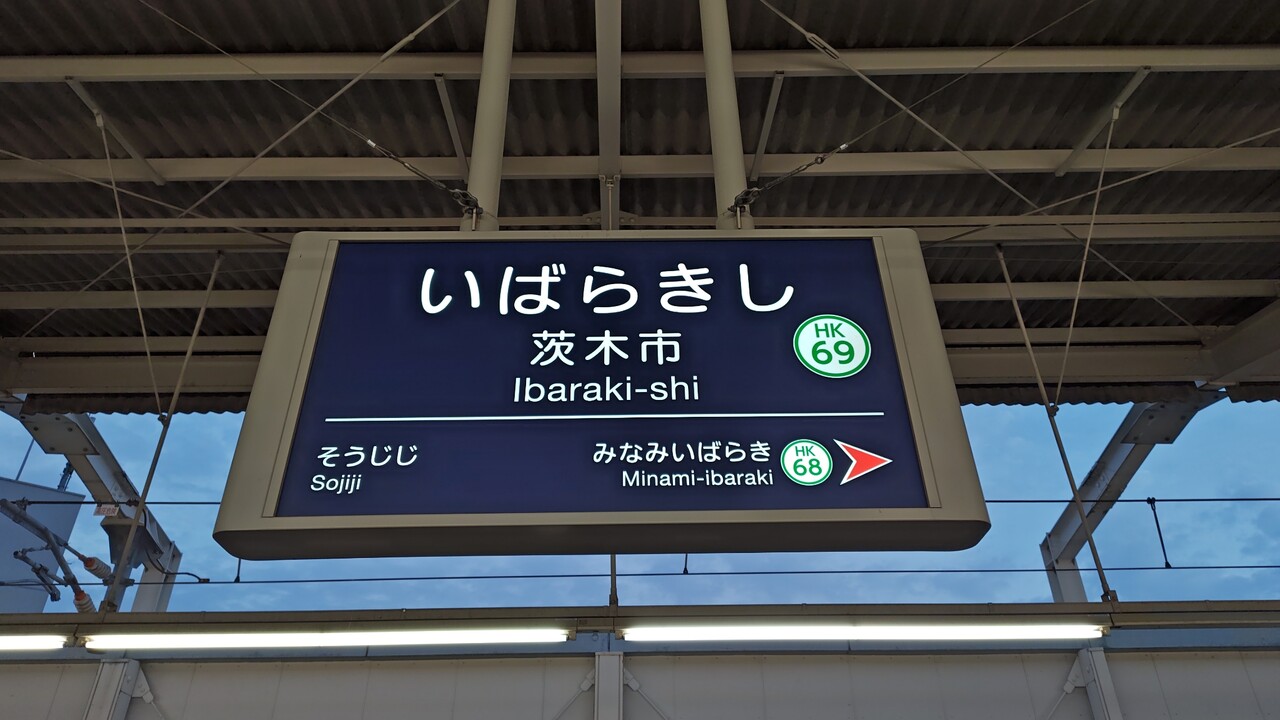 いばらきし
茨木市
Ibaraki-shi
HK
69
そうじじ
Sojiji
みなみいばらき
Minami-ibaraki
HK
68